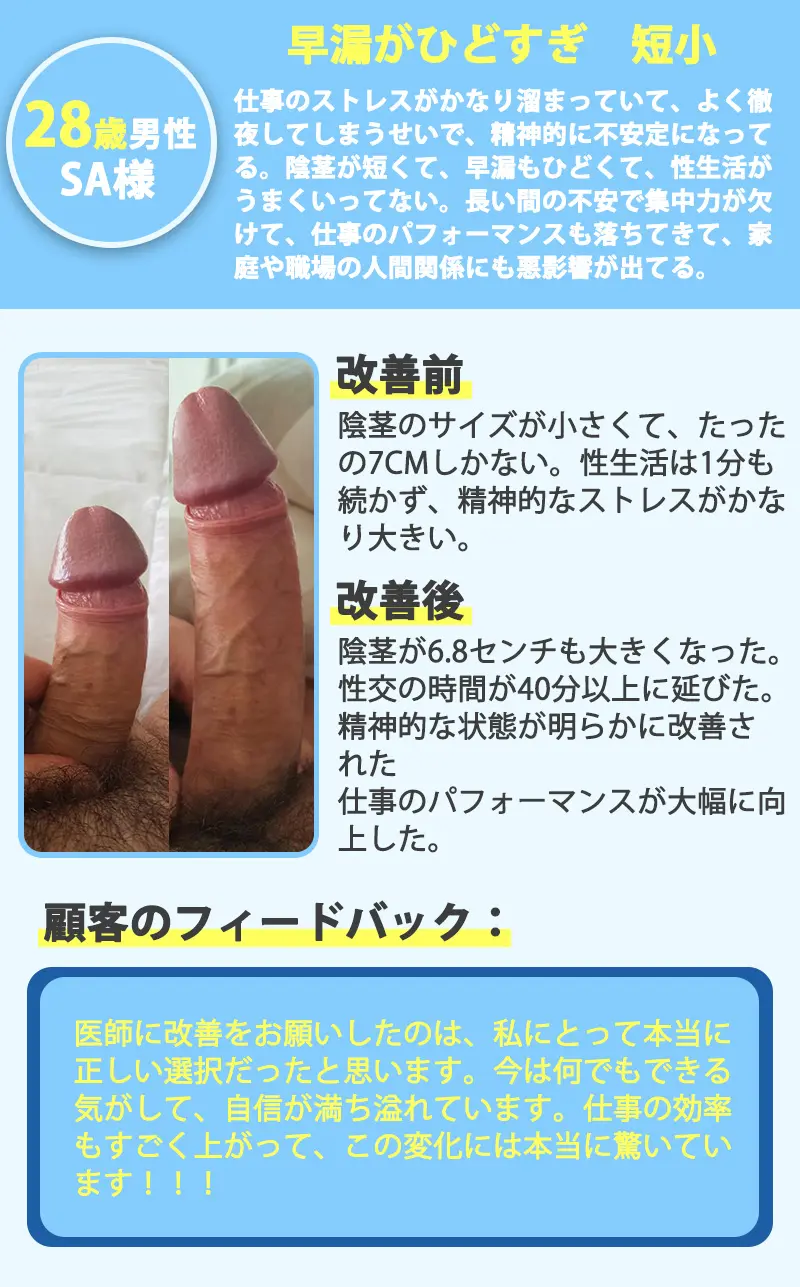 早漏がひどすぎ　短小
28歳男性
SA様
仕事のストレスがかなり溜まっていて、よく徹
夜してしまうせいで、精神的に不安定になって
る。陰茎が短くて、早漏もひどくて、性生活が
うまくいってない。長い間の不安で集中力が欠
けて、仕事のパフォーマンスも落ちてきて、家
庭や職場の人間関係にも悪影響が出てる。
改善前
陰茎のサイズが小さくて、たった
の7CMしかない。性生活は1分も
続かず、精神的なストレスがかな
り大きい。
改善後
陰茎が6.8センチも大きくなった。
性交の時間が40分以上に延びた。
精神的な状態が明らかに改善さ
れた
仕事のパフォーマンスが大幅に向
上した。
顧客のフィードバック：
医師に改善をお願いしたのは、私にとって本当に
正しい選択だったと思います。今は何でもできる
気がして、自信が満ち溢れています。仕事の効率
もすごく上がって、この変化には本当に驚いてい
ます！！！